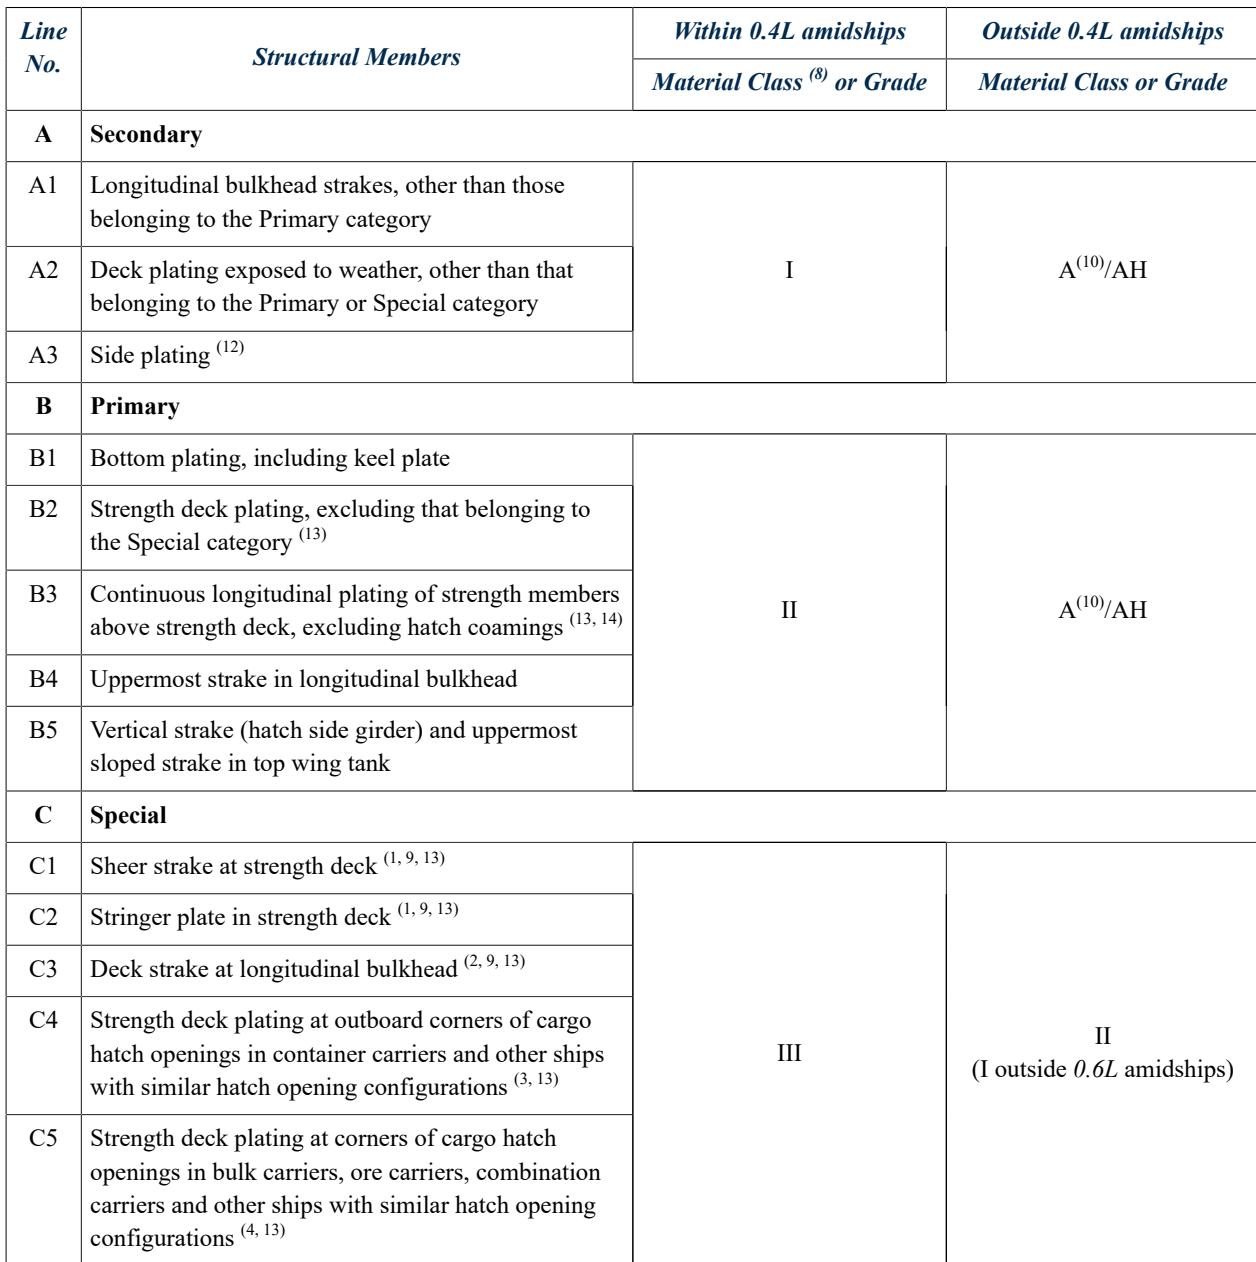 Line No.
Structural Members
Within 0.4L amidships
Outside 0.4L amidships
Material Class (8) or Grade
Material Class or Grade
A
Secondary
A1
Longitudinal bulkhead strakes, other than those
belonging to the Primary category
I
A(10)/AH
A2
Deck plating exposed to weather, other than that
belonging to the Primary or Special category
A3
Side plating (12)
B
Primary
B1
Bottom plating, including keel plate
II
A(10)/AH
B2
Strength deck plating, excluding that belonging to
the Special category (13)
B3
Continuous longitudinal plating of strength members
above strength deck, excluding hatch coamings (13, 14)
B4
Uppermost strake in longitudinal bulkhead
B5
Vertical strake (hatch side girder) and uppermost
sloped strake in top wing tank
C
Special
C1
Sheer strake at strength deck (1, 9, 13)
III
II
(I outside 0.6L amidships)
C2
Stringer plate in strength deck (1, 9, 13)
C3
Deck strake at longitudinal bulkhead (2, 9, 13)
C4
Strength deck plating at outboard corners of cargo
hatch openings in container carriers and other ships
with similar hatch opening configurations (3, 13)
C5
Strength deck plating at corners of cargo hatch
openings in bulk carriers, ore carriers, combination
carriers and other ships with similar hatch opening
configurations (4, 13)